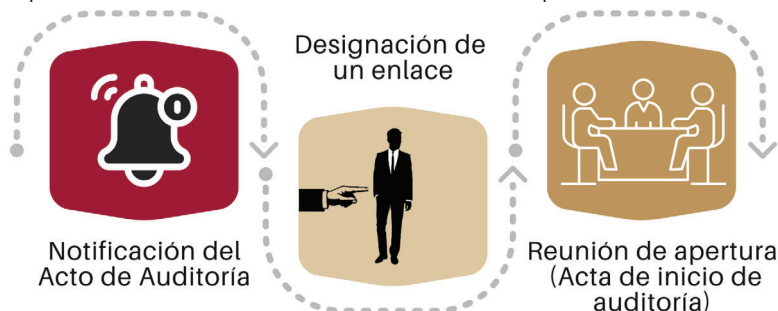 Notificación del
Acto de Auditoría
Designación de
un enlace
Reunión de apertura
(Acta de inicio de
auditoría)